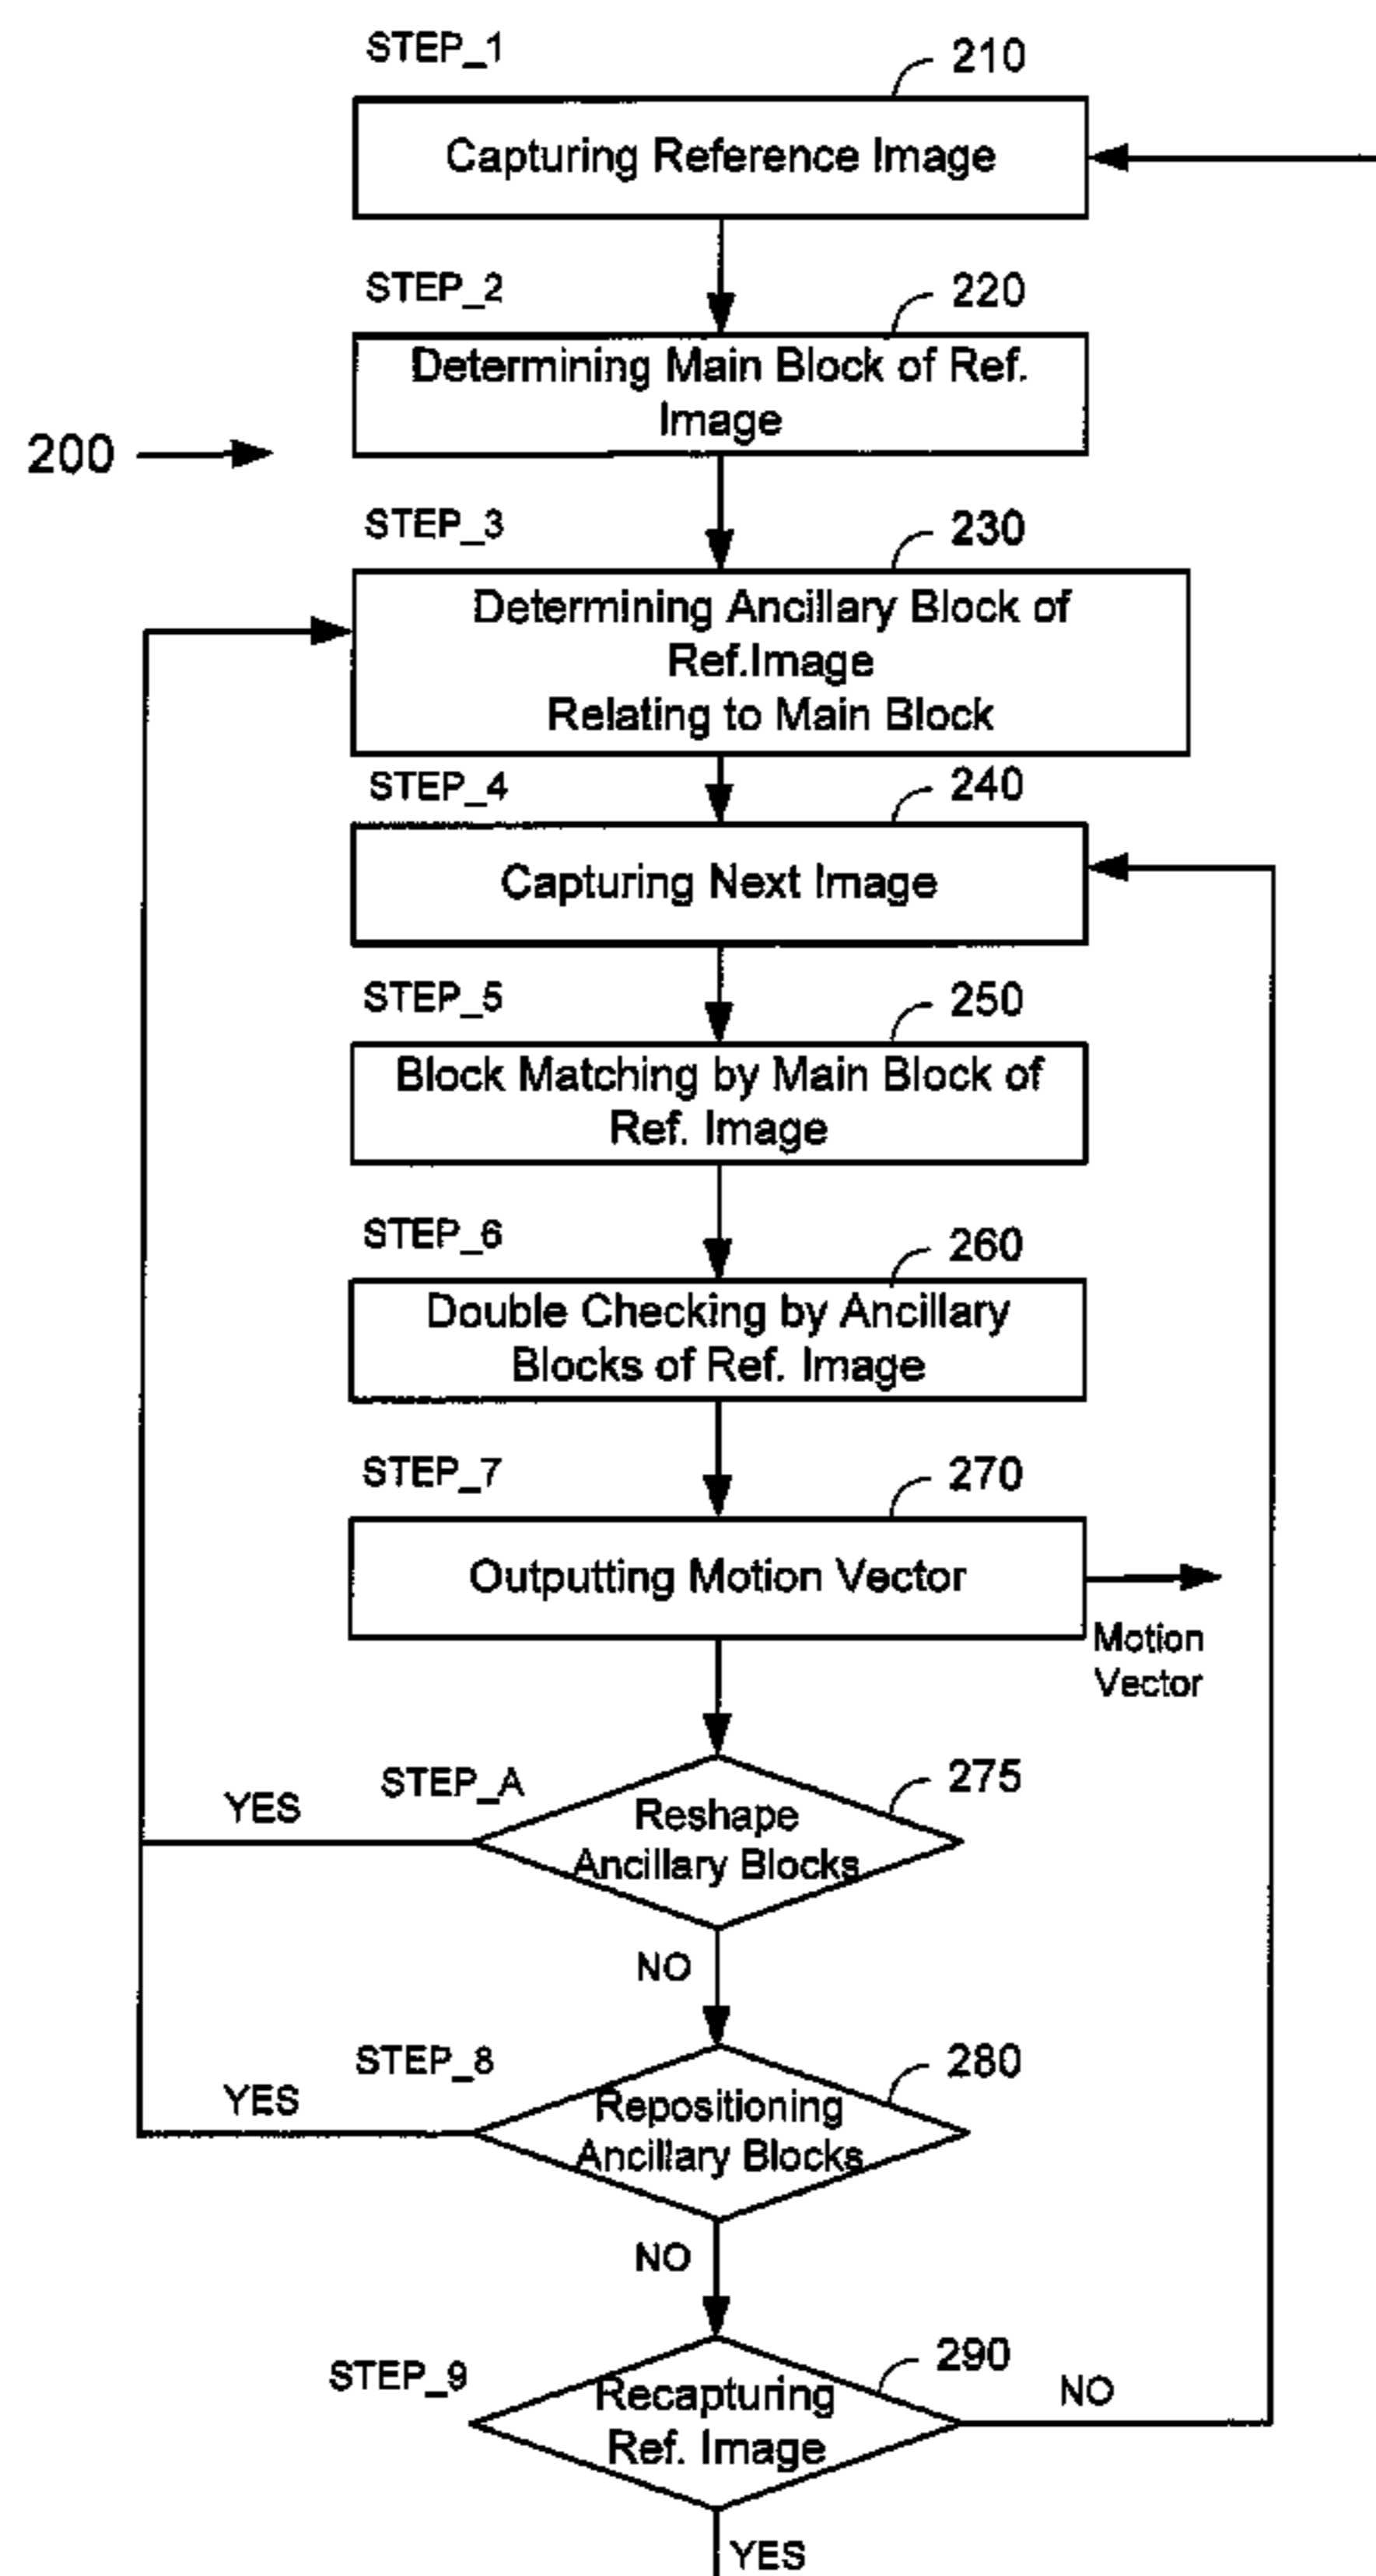 STEP_1
210
Capturing Reference Image
STEP_2
220
Determining Main Block of Ref.
Image
200
STEP_3
230
Determining Ancillary Block of
Ref.Image
Relating to Main Block
STEP_4
240
Capturing Next Image
STEP_5
250
Block Matching by Main Block of
Ref. Image
STEP_6
260
Double Checking by Ancillary
Blocks of Ref. Image
STEP_7
270
Outputting Motion Vector
Motion
Vector
STEP_A
275
YES
Reshape
Ancillary Blocks
NO
STEP_8
280
YES
Repositioning
Ancillary Blocks
NO
STEP_9
290
Recapturing
Ref. Image
NO
YES